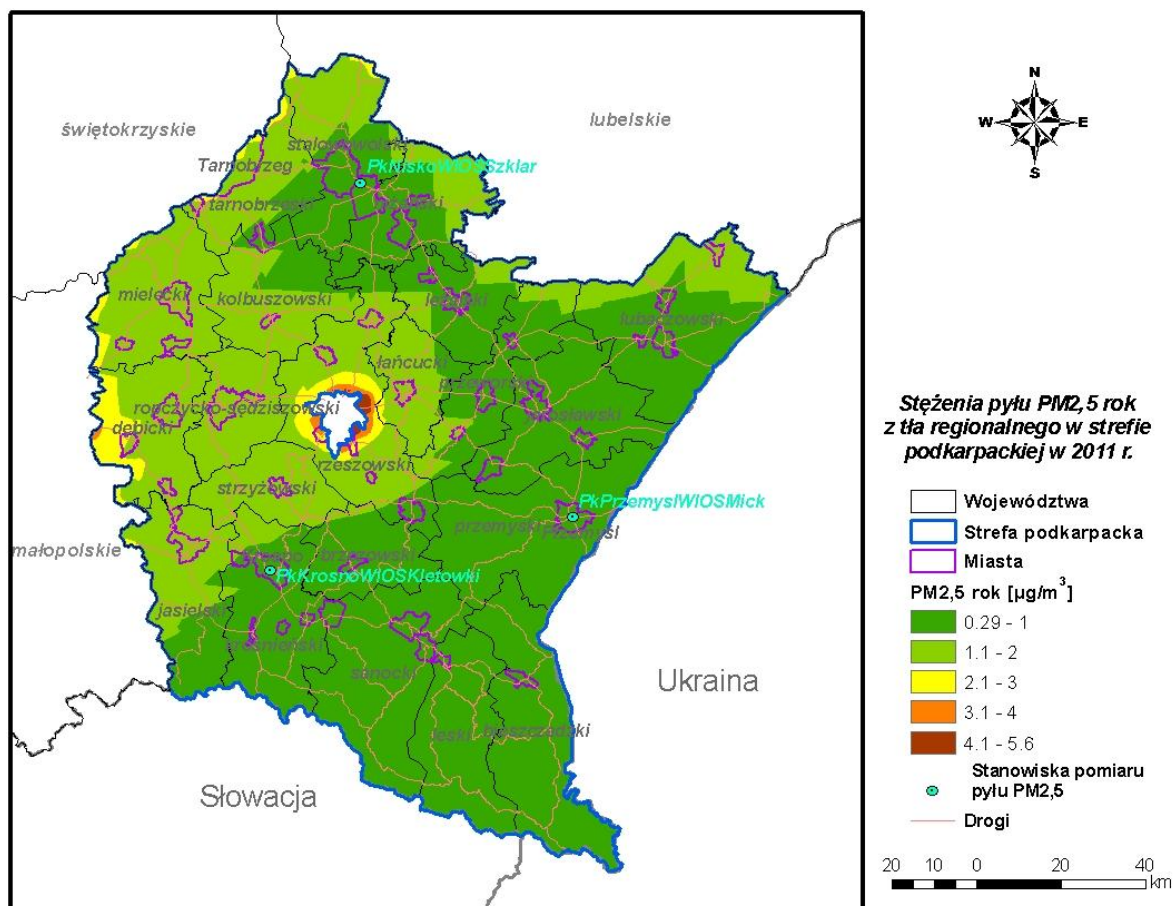 świętokrzyskie
lubelskie
N
W E
S
stalowowolski
Tarnobrzeg
PkNiskoWIOSSzklar
tarnobrzeski
niżański
mielecki
kolbuszowski
leżajski
lubaczowski
łańcucki
przeworski
ropczycko-sędziszowski
jarosławski
dębicki
rzeszowski
strzyżowski
PkPrzemyslWIOSMick
przemyski
Przemyśl
małopolskie
Krosno
brzozowski
PkKrosnoWIOSKletowki
jasielski
krośnieński
sanocki
Ukraina
leski
bieszczadzki
Słowacja
Stężenia pyłu PM2,5 rok
z tła regionalnego w strefie
podkarpackiej w 2011 r.
Województwa
Strefa podkarpacka
Miasta
PM2,5 rok [µg/m³]
0.29 - 1
1.1 - 2
2.1 - 3
3.1 - 4
4.1 - 5.6
Stanowiska pomiaru
pyłu PM2,5
Drogi
20 10 0 20 40
km